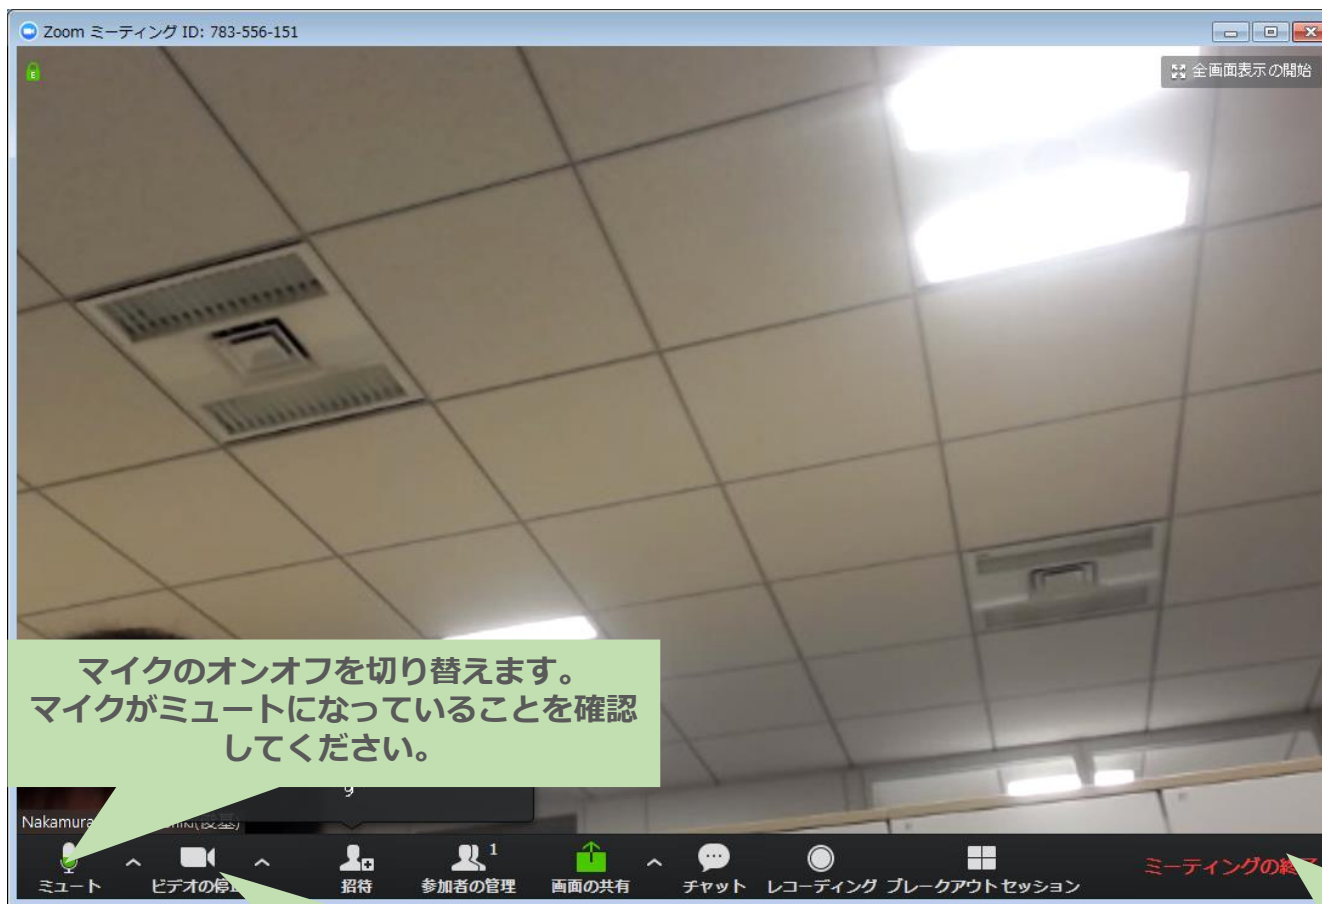 Zoom ミーティング ID: 783-556-151
全画面表示の開始
マイクのオンオフを切り替えます。
マイクがミュートになっていることを確認
してください。
Nakamura
ミュート
ビデオの停
招待
参加者の管理
1
画面の共有
チャット
レコーディング
ブレークアウト セッション
ミーティングの終了